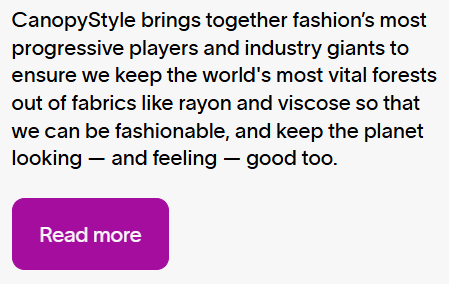 CanopyStyle brings together fashion’s most
progressive players and industry giants to
ensure we keep the world's most vital forests
out of fabrics like rayon and viscose so that
we can be fashionable, and keep the planet
looking — and feeling — good too.
Read more